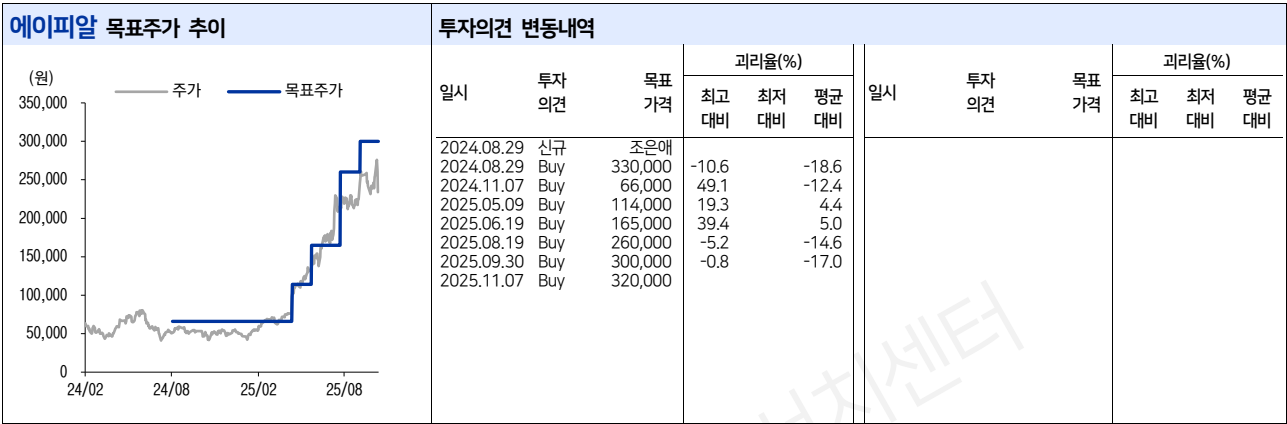 에이피알 목표주가 추이
(원)
주가 목표주가
350,000
300,000
250,000
200,000
150,000
100,000
50,000
0
24/02 24/08 25/02 25/08
투자의견 변동내역
일시 투자의견 목표가격 괴리율(%) 최고대비 최저대비 평균대비
2024.08.29 신규 조은애
2024.08.29 Buy 330,000 -10.6 -18.6
2024.11.07 Buy 66,000 49.1 -12.4
2025.05.09 Buy 114,000 19.3 4.4
2025.06.19 Buy 165,000 39.4 5.0
2025.08.19 Buy 260,000 -5.2 -14.6
2025.09.30 Buy 300,000 -0.8 -17.0
2025.11.07 Buy 320,000
일시 투자의견 목표가격 괴리율(%) 최고대비 최저대비 평균대비
서치센터